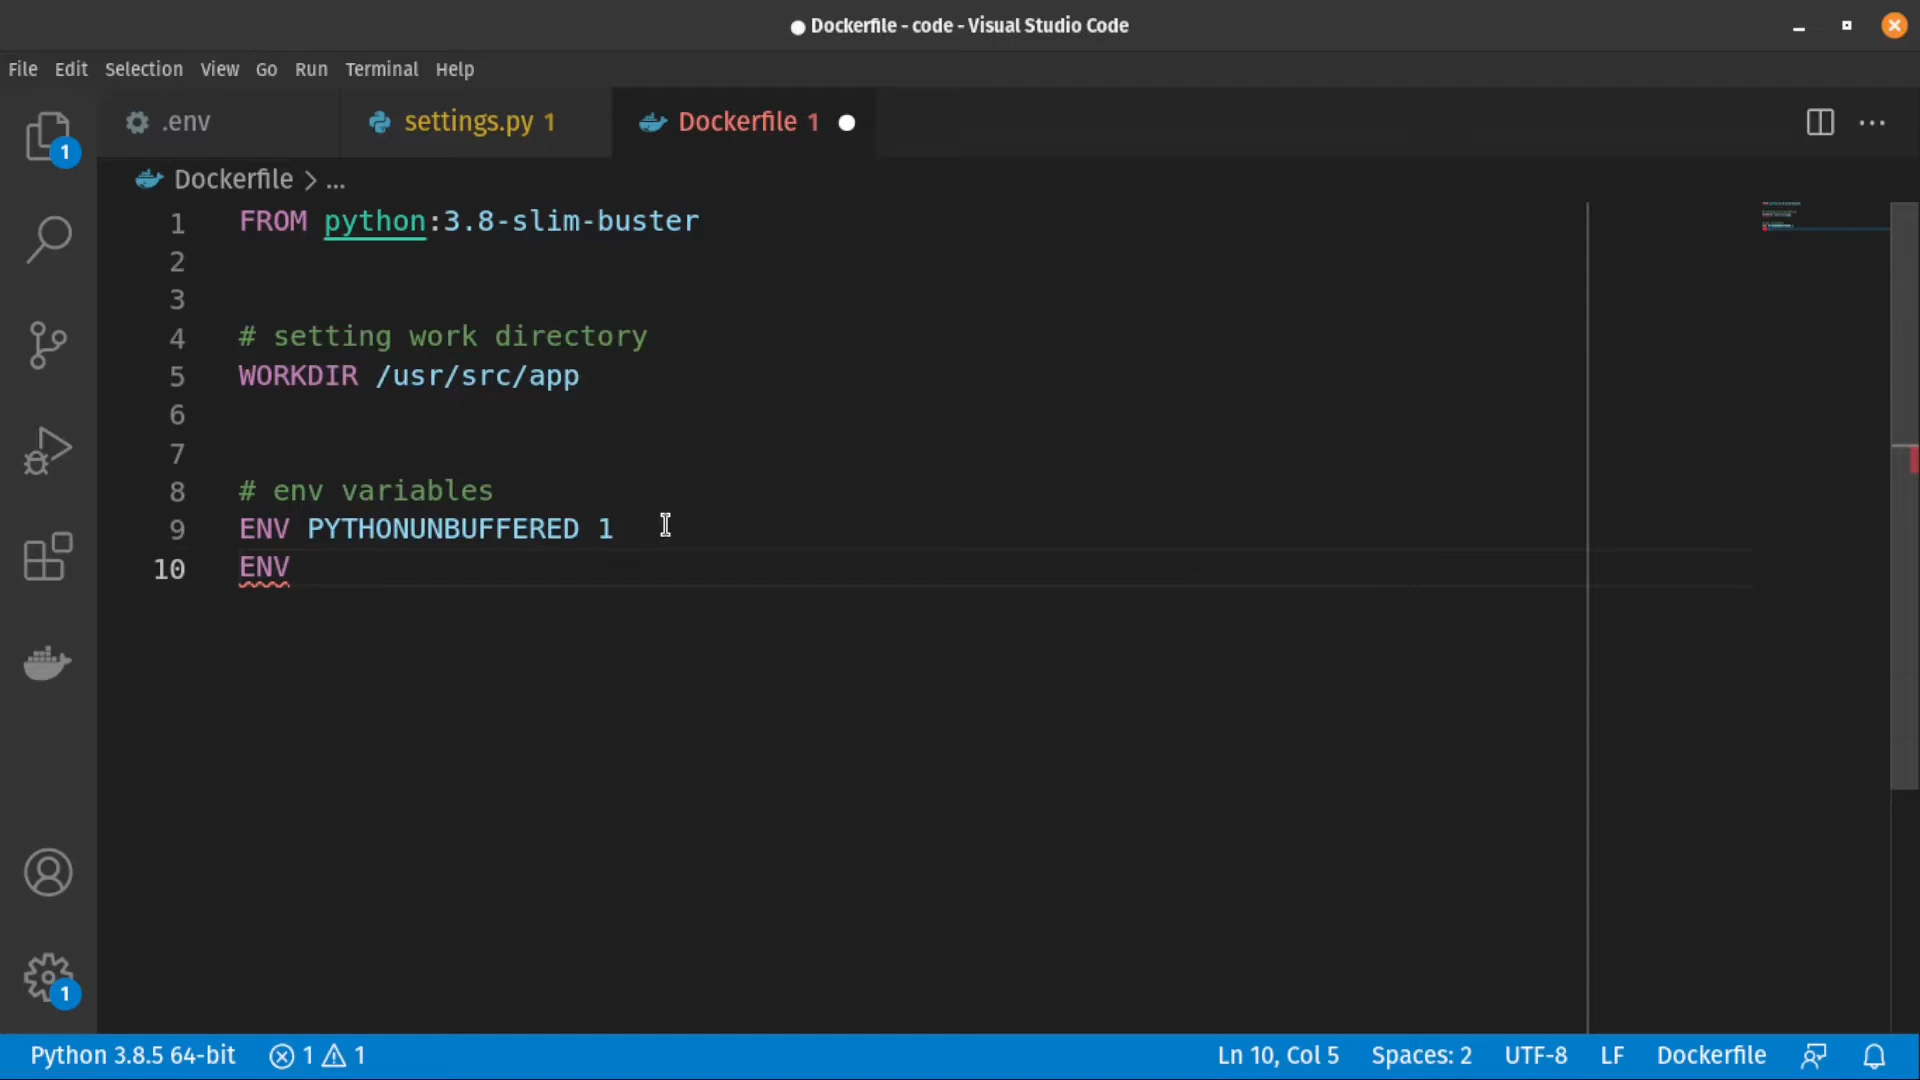 Dockerfile - code - Visual Studio Code
File Edit Selection View Go Run Terminal Help
.env settings.py 1 Dockerfile 1
1
Dockerfile > ...
1 FROM python:3.8-slim-buster
2
3
4 # setting work directory
5 WORKDIR /usr/src/app
6
7
8 # env variables
9 ENV PYTHONUNBUFFERED 1
10 ENV
1
Python 3.8.5 64-bit 1 1 Ln 10, Col 5 Spaces: 2 UTF-8 LF Dockerfile